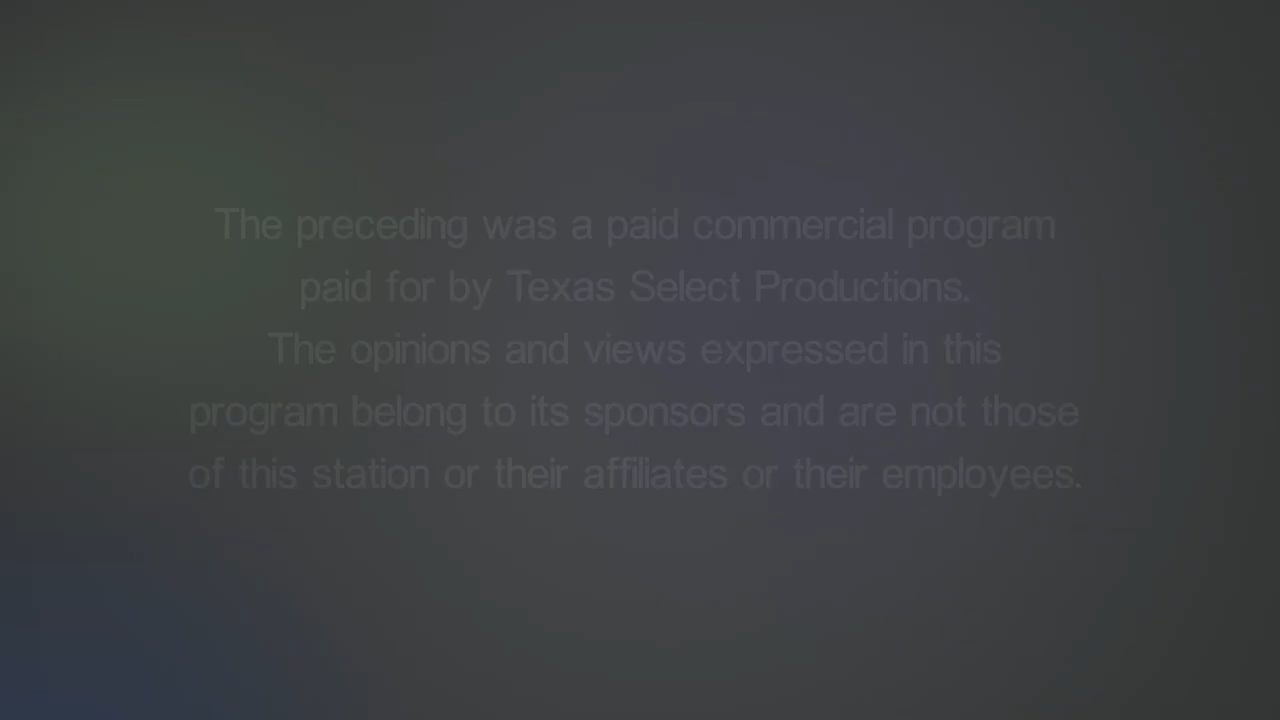 The preceding was a paid commercial program
paid for by Texas Select Productions.
The opinions and views expressed in this
program belong to its sponsors and are not those
of this station or their affiliates or their employees.